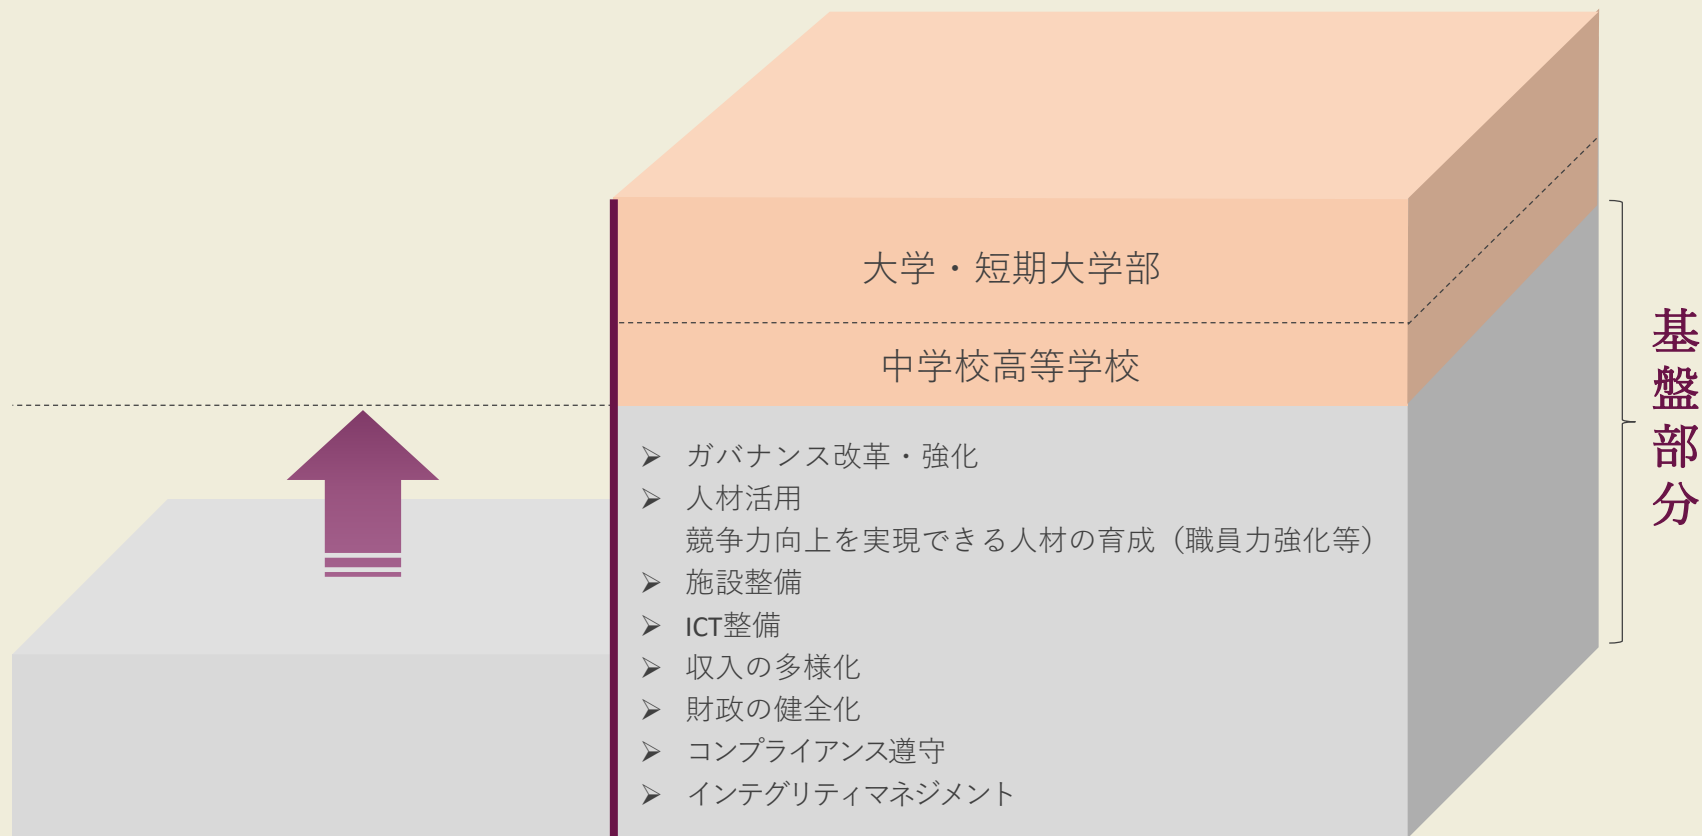 大学・短期大学部
中学校高等学校
➢ ガバナンス改革・強化
➢ 人材活用
競争力向上を実現できる人材の育成（職員力強化等）
➢ 施設整備
➢ ICT整備
➢ 収入の多様化
➢ 財政の健全化
➢ コンプライアンス遵守
➢ インテグリティマネジメント
基盤部分